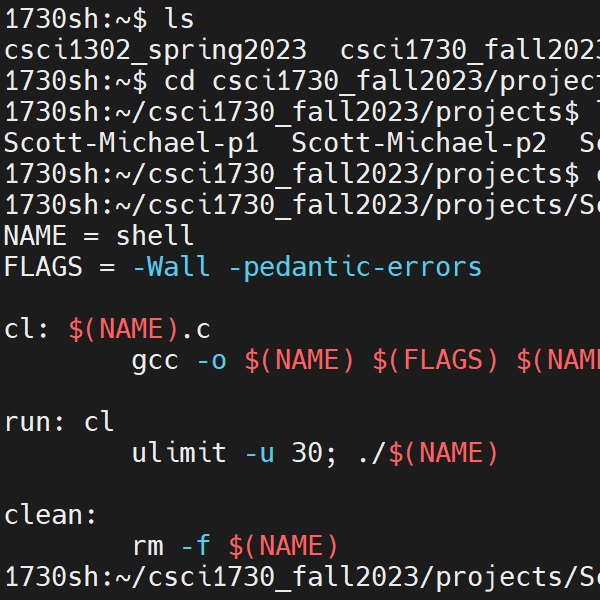 1730sh:~$ ls
csci1302_spring2023  csci1730_fall2023
1730sh:~$ cd csci1730_fall2023/projec
1730sh:~/csci1730_fall2023/projects$
Scott-Michael-p1  Scott-Michael-p2  Sc
1730sh:~/csci1730_fall2023/projects$
1730sh:~/csci1730_fall2023/projects/Sc
NAME = shell
FLAGS = -Wall -pedantic-errors
cl: $(NAME).c
        gcc -o $(NAME) $(FLAGS) $(NAM
run: cl
        ulimit -u 30; ./$(NAME)
clean:
        rm -f $(NAME)
1730sh:~/csci1730_fall2023/projects/Sc